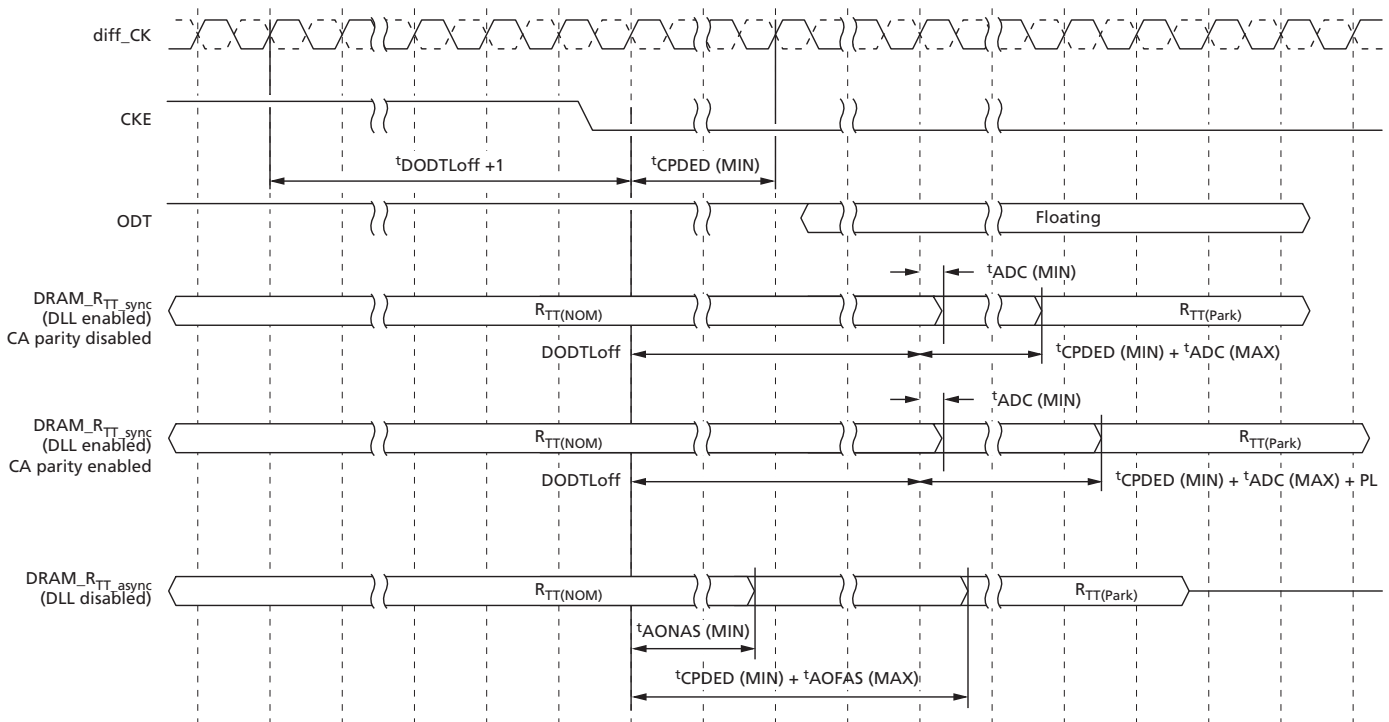 diff_CK
CKE
tDODTLoff +1
tCPDED (MIN)
ODT
Floating
tADC (MIN)
DRAM_RTT_sync
(DLL enabled)
CA parity disabled
RTT(NOM)
RTT(Park)
DODTLoff
tCPDED (MIN) + tADC (MAX)
tADC (MIN)
DRAM_RTT_sync
(DLL enabled)
CA parity enabled
RTT(NOM)
RTT(Park)
DODTLoff
tCPDED (MIN) + tADC (MAX) + PL
DRAM_RTT_async
(DLL disabled)
RTT(NOM)
RTT(Park)
tAONAS (MIN)
tCPDED (MIN) + tAOFAS (MAX)